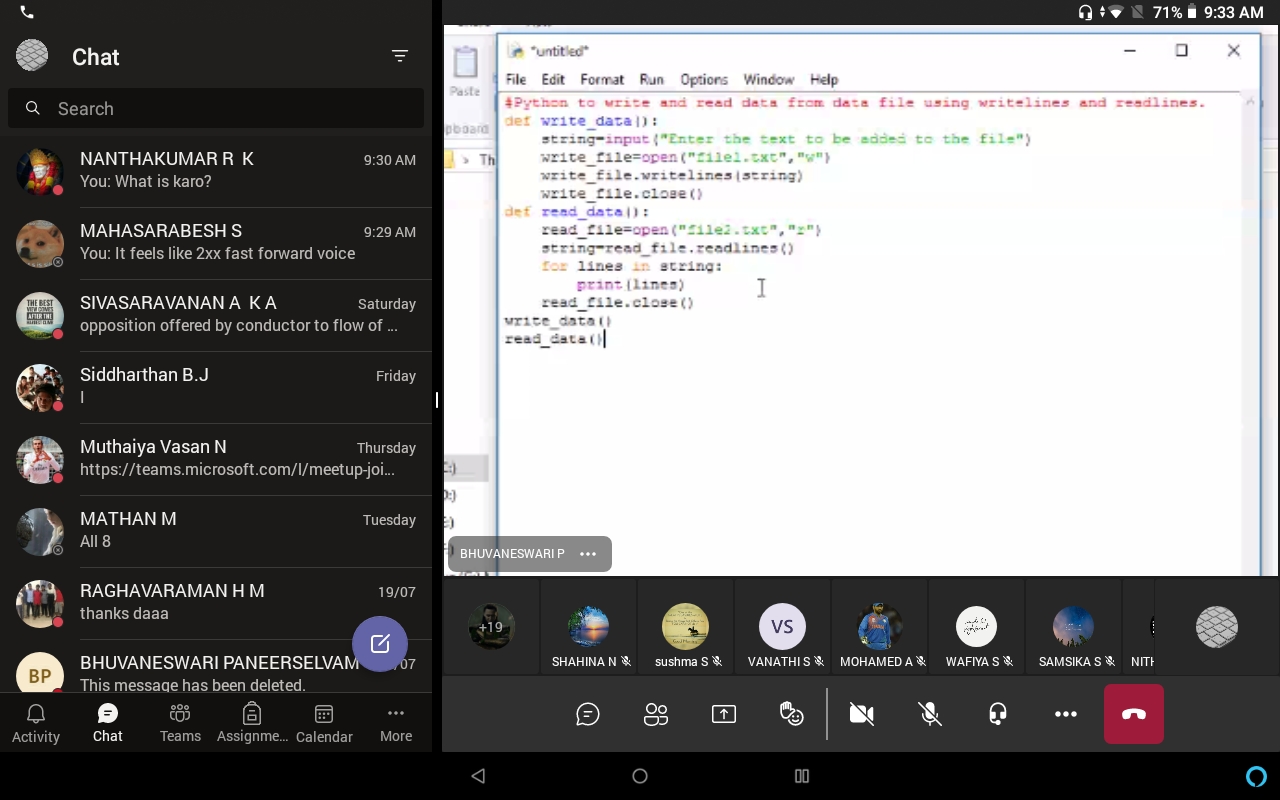 71% 9:33 AM
Chat
Search
NANTHAKUMAR R K 9:30 AM
You: What is karo?
MAHASARABESH S 9:29 AM
You: It feels like 2xx fast forward voice
SIVASARAVANAN A K A Saturday
opposition offered by conductor to flow of ...
Siddharthan B.J Friday
I
Muthaiya Vasan N Thursday
https://teams.microsoft.com/l/meetup-joi...
MATHAN M Tuesday
All 8
RAGHAVARAMAN H M 19/07
thanks daaa
BP
BHUVANESWARI PANEERSELVAM /07
This message has been deleted.
Activity Chat Teams Assignme... Calendar More
Paste
pboard
Th
*untitled*
File Edit Format Run Options Window Help
#Python to write and read data from data file using writelines and readlines.
def write_data():
string=input("Enter the text to be added to the file")
write_file=open("file1.txt","w")
write_file.writelines(string)
write_file.close()
def read_data():
read_file=open("file2.txt","r")
string=read_file.readlines()
for lines in string:
print(lines)
read_file.close()
write_data()
read_data()
BHUVANESWARI P ...
+19
VS
SHAHINA N sushma S VANATHI S MOHAMED A WAFIYA S SAMSIKA S NITH